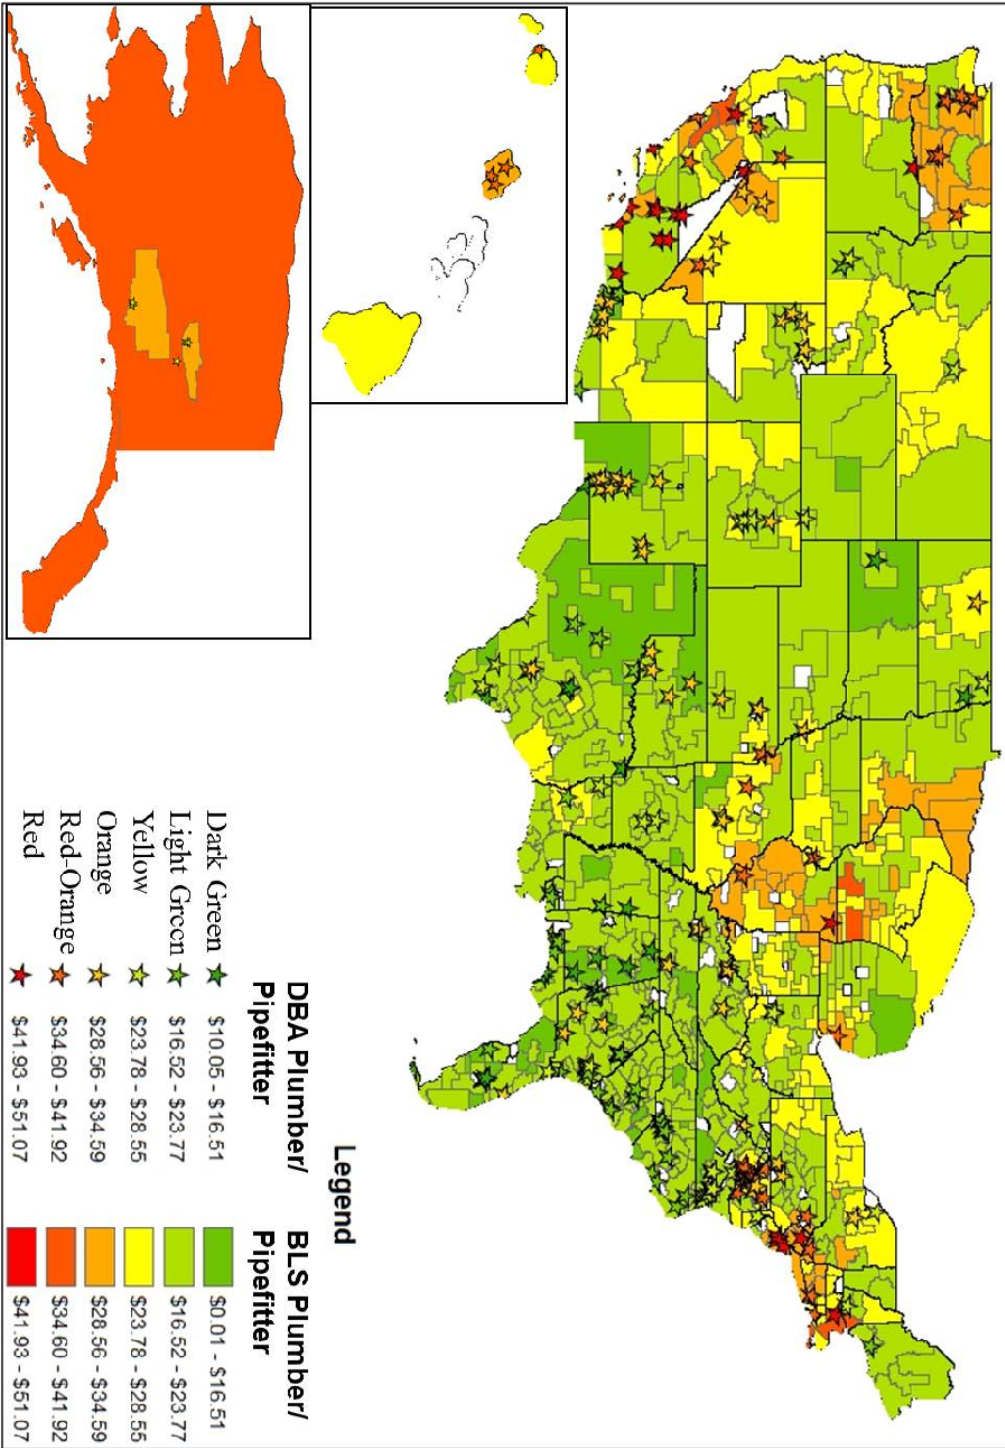 Legend
DBA Plumber/
Pipefitter
BLS Plumber/
Pipefitter
Dark Green $10.05 - $16.51 $0.01 - $16.51
Light Green $16.52 - $23.77 $16.52 - $23.77
Yellow $23.78 - $28.55 $23.78 - $28.55
Orange $28.56 - $34.59 $28.56 - $34.59
Red-Orange $34.60 - $41.92 $34.60 - $41.92
Red $41.93 - $51.07 $41.93 - $51.07